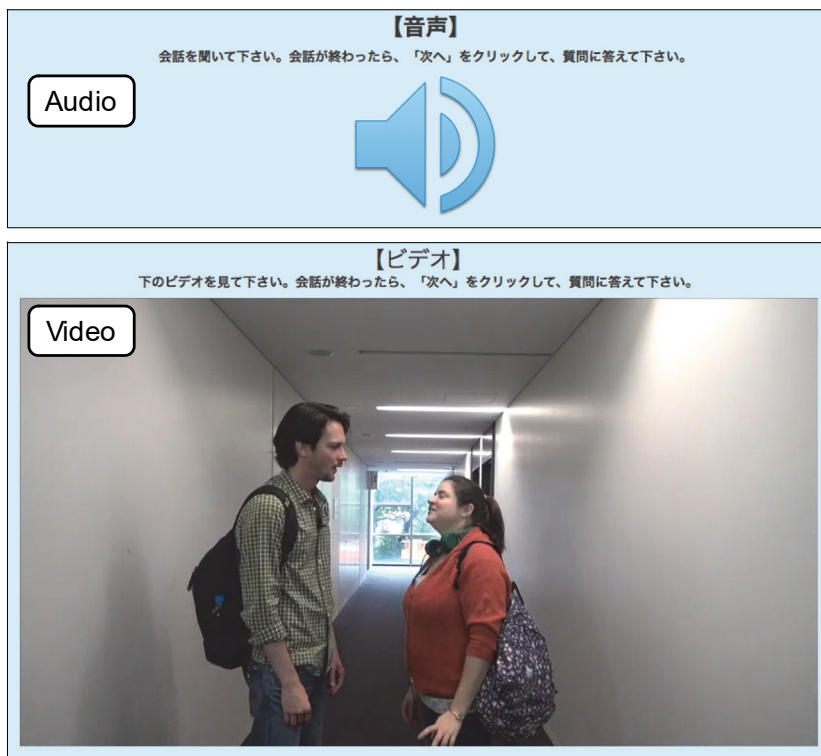 【音声】
会話を聞いて下さい。会話が終わったら、「次へ」をクリックして、質問に答えて下さい。
Audio
【ビデオ】
下のビデオを見て下さい。会話が終わったら、「次へ」をクリックして、質問に答えて下さい。
Video